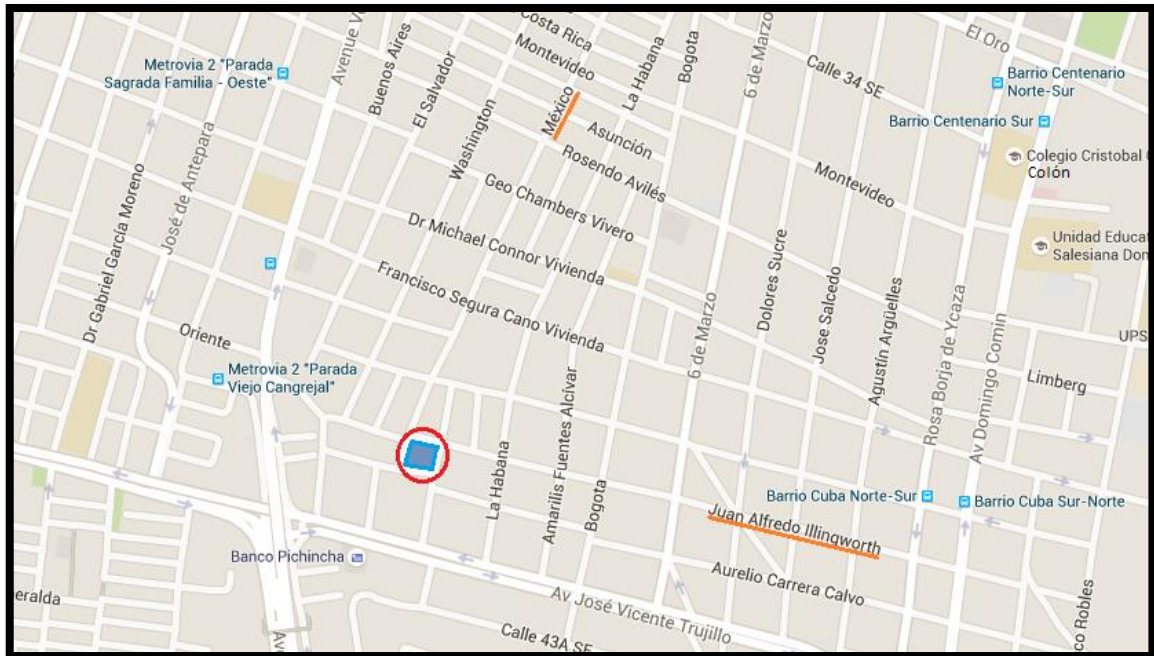 Costa Rica
Montevideo
Metrovia 2 "Parada
Sagrada Familia - Oeste"
Avenue V
Buenos Aires
El Salvador
Washington
México
La Habana
Bogota
6 de Marzo
Calle 34 SE
El Oro
Barrio Centenario
Norte-Sur
Barrio Centenario Sur
Colegio Cristobal
Colón
Asunción
Rosendo Avilés
Montevideo
Geo Chambers Vivero
Dr Gabriel García Moreno
José de Antepara
Dr Michael Connor Vivienda
Francisco Segura Cano Vivienda
Unidad Educat
Salesiana Don
Dolores Sucre
Jose Salcedo
Agustín Argüelles
Rosa Borja de Ycaza
Av Domingo Comin
6 de Marzo
UPS
Oriente
Limberg
Metrovia 2 "Parada
Viejo Cangrejal"
La Habana
Amarilis Fuentes Alcívar
Bogota
Barrio Cuba Norte-Sur
Barrio Cuba Sur-Norte
Juan Alfredo Illingworth
Banco Pichincha
Aurelio Carrera Calvo
Av José Vicente Trujillo
eralda
Av
Calle 43A SE
co Robles